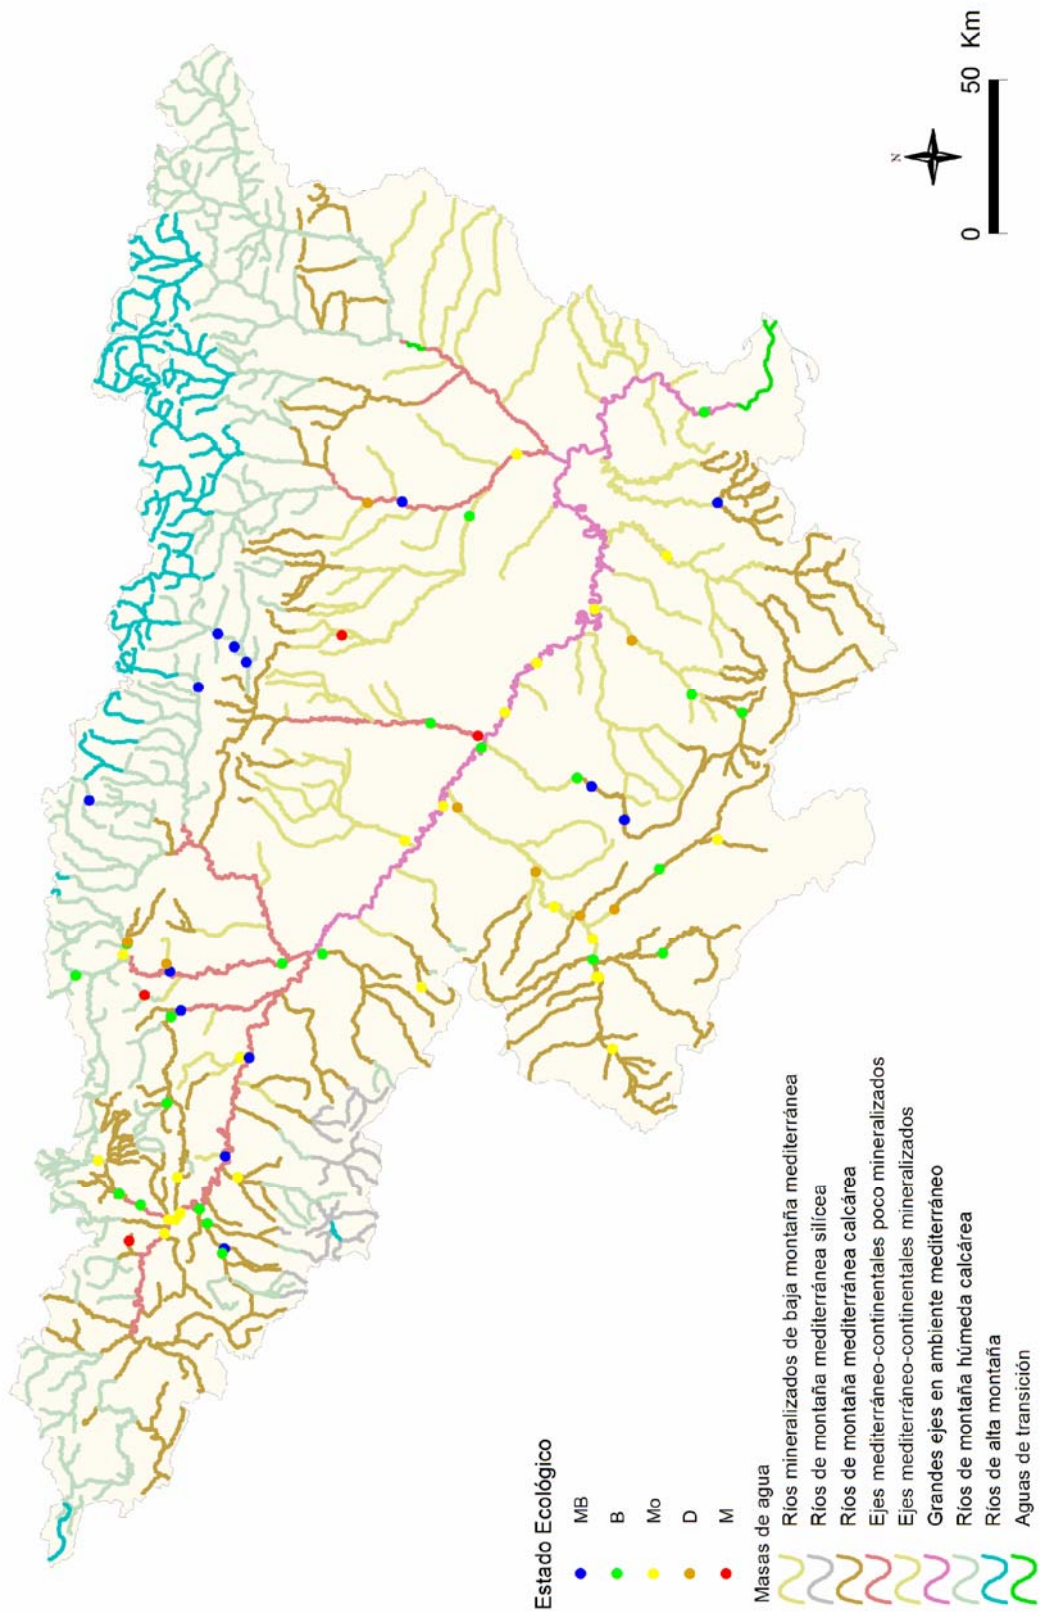 N
0 50 Km
Estado Ecológico
MB
B
Mo
D
M
Masas de agua
Ríos mineralizados de baja montaña mediterránea
Ríos de montaña mediterránea silícea
Ríos de montaña mediterránea calcárea
Ejes mediterráneo-continentales poco mineralizados
Ejes mediterráneo-continentales mineralizados
Grandes ejes en ambiente mediterráneo
Ríos de montaña húmeda calcárea
Ríos de alta montaña
Aguas de transición